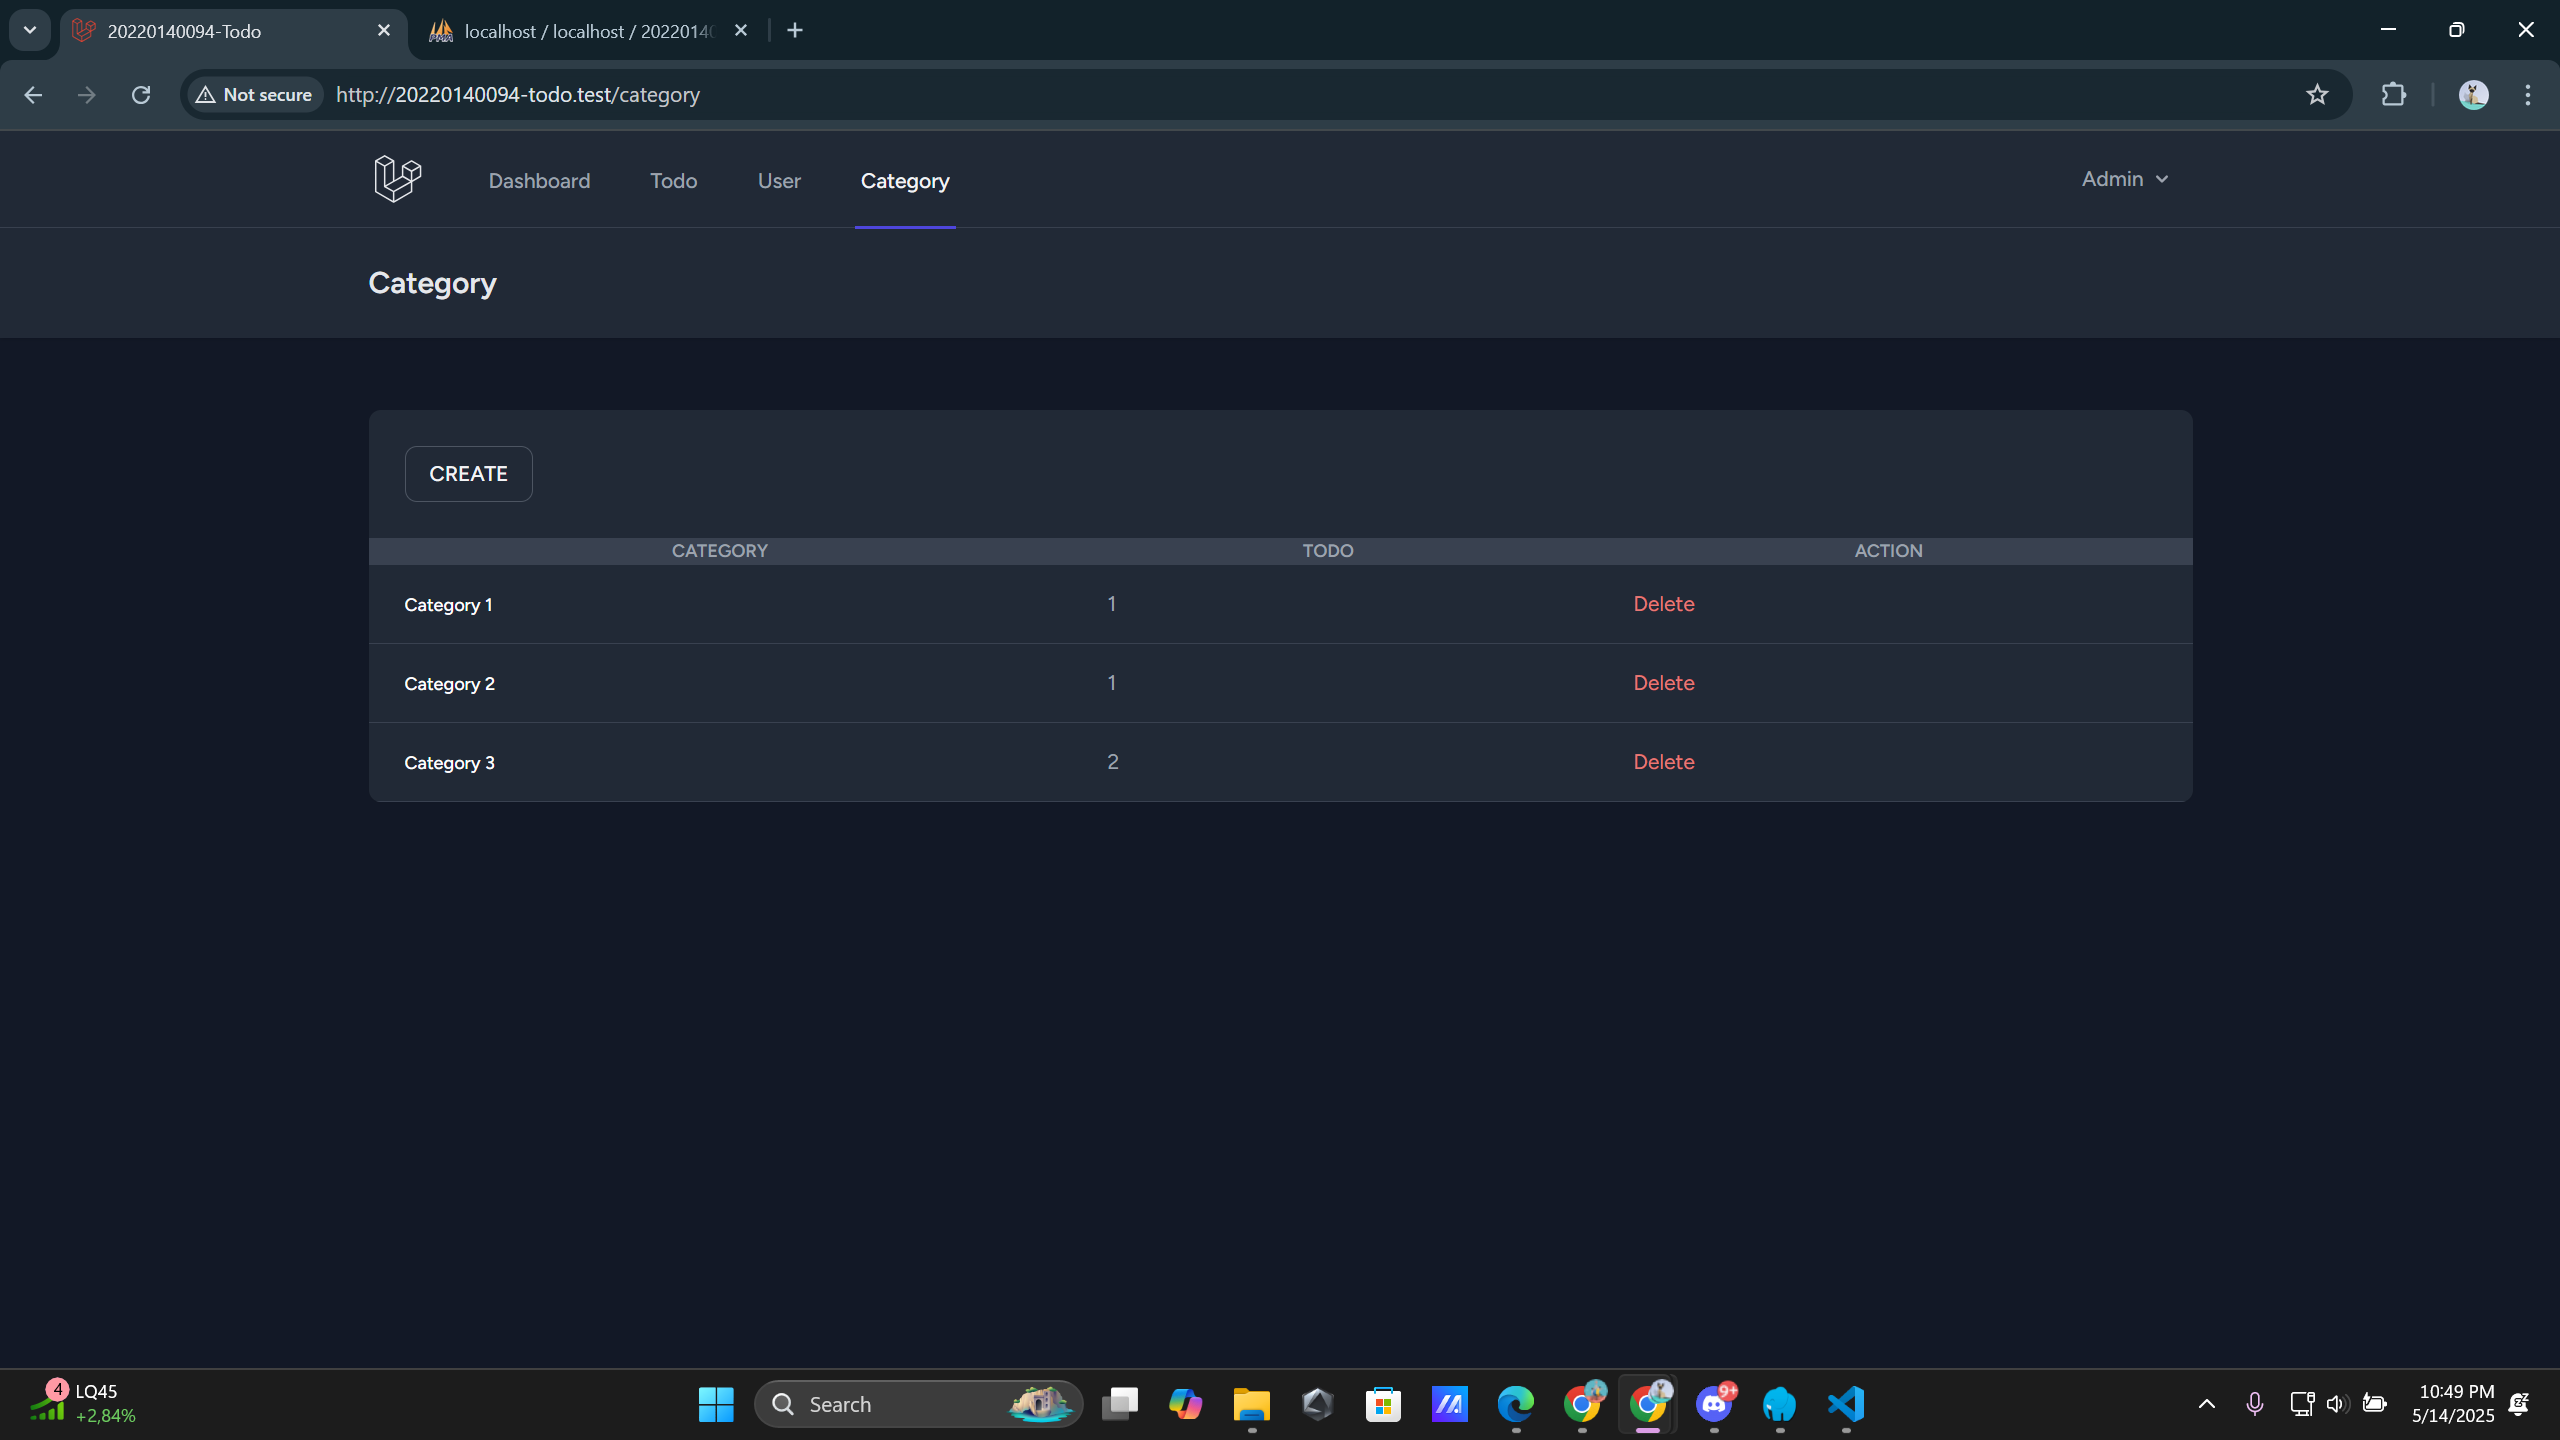 20220140094-Todo
localhost / localhost / 2022014
Not secure
http://20220140094-todo.test/category
Dashboard Todo User Category Admin
Category
CREATE
CATEGORY TODO ACTION
Category 1 1 Delete
Category 2 1 Delete
Category 3 2 Delete
4 LQ45
+2,84%
Search
9+
10:49 PM
5/14/2025